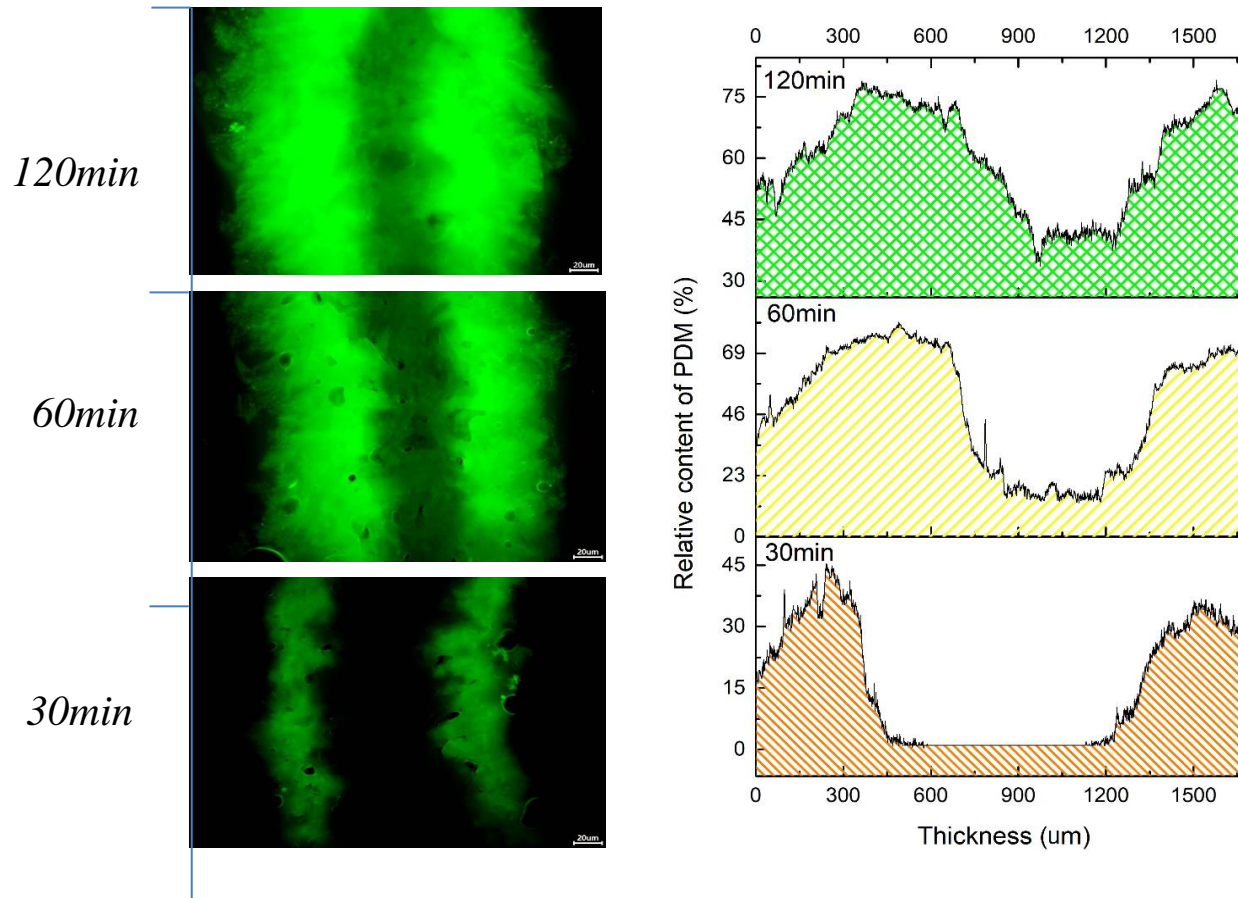 120min
20um
60min
20um
30min
20um
0 300 600 900 1200 1500
120min
75
60
45
30
60min
69
46
23
0
30min
45
30
15
0
0 300 600 900 1200 1500
Relative content of PDM (%)
Thickness (um)